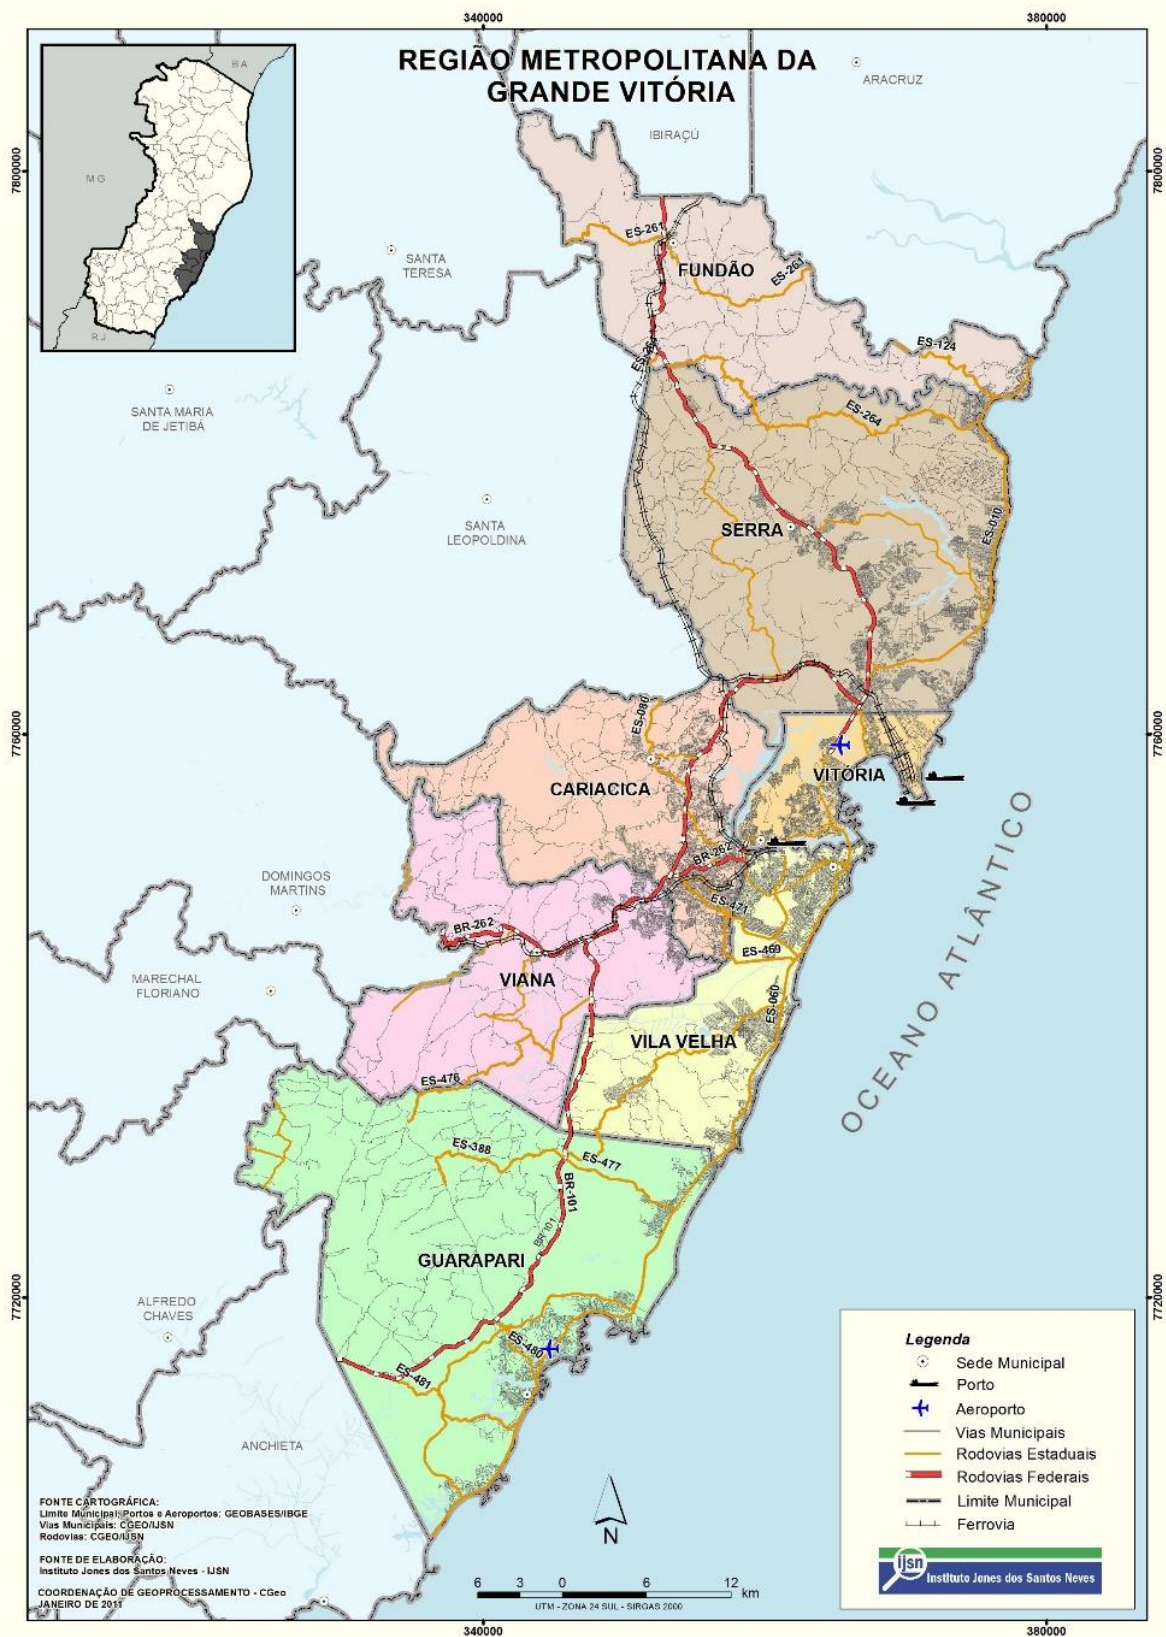 340000
380000
REGIÃO METROPOLITANA DA
GRANDE VITÓRIA
BA
MG
RJ
ARACRUZ
IBIRAÇÚ
7800000
7800000
SANTA
TERESA
ES-261
FUNDÃO
ES-261
ES-124
SANTA MARIA
DE JETIBÁ
ES-264
SANTA
LEOPOLDINA
SERRA
ES-010
7760000
7760000
ES-080
CARIACICA
VITÓRIA
BR-262
DOMINGOS
MARTINS
ES-471
BR-262
ES-469
MARECHAL
FLORIANO
VIANA
ES-060
VILA VELHA
OCEANO ATLÂNTICO
ES-476
ES-388
ES-477
BR-101
BR 101
GUARAPARI
7720000
7720000
ALFREDO
CHAVES
ES-480
ES-481
ANCHIETA
Legenda
Sede Municipal
Porto
Aeroporto
Vias Municipais
Rodovias Estaduais
Rodovias Federais
Limite Municipal
Ferrovia
ijsn
Instituto Jones dos Santos Neves
FONTE CARTOGRÁFICA:
Limite Municipal, Portos e Aeroportos: GEOBASES/IBGE
Vias Municipais: CGEO/IJSN
Rodovias: CGEO/IJSN
FONTE DE ELABORAÇÃO:
Instituto Jones dos Santos Neves - IJSN
COORDENAÇÃO DE GEOPROCESSAMENTO - CGeo
JANEIRO DE 2011
N
6 3 0 6 12 km
UTM - ZONA 24 SUL - SIRGAS 2000
340000
380000